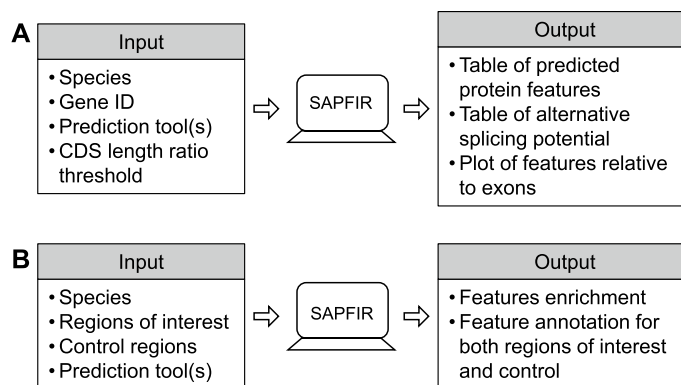 A
Input
• Species
• Gene ID
• Prediction tool(s)
• CDS length ratio
threshold
SAPFIR
Output
• Table of predicted
protein features
• Table of alternative
splicing potential
• Plot of features relative
to exons
B
Input
• Species
• Regions of interest
• Control regions
• Prediction tool(s)
SAPFIR
Output
• Features enrichment
• Feature annotation for
both regions of interest
and control